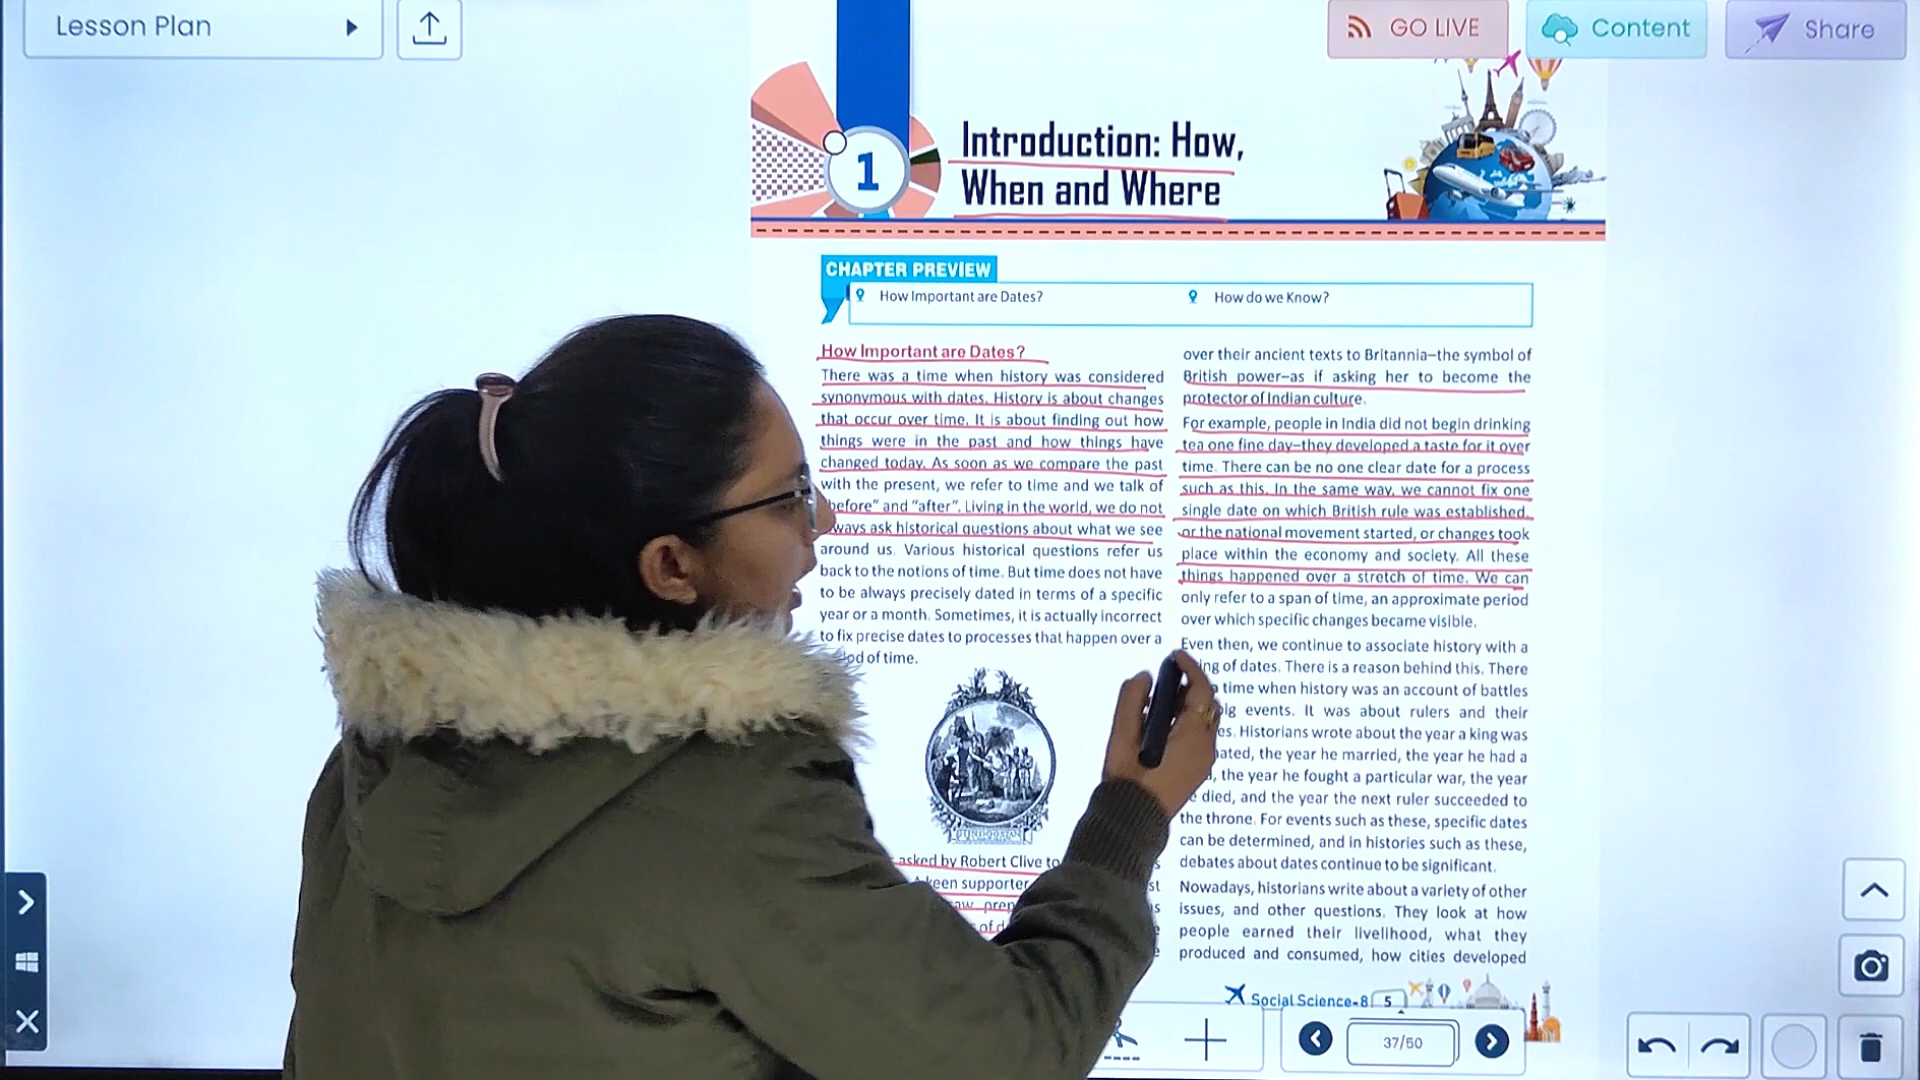 Lesson Plan
GO LIVE
Content
Share
1
Introduction: How,
When and Where
CHAPTER PREVIEW
How Important are Dates?
How do we Know?
How Important are Dates?
There was a time when history was considered
synonymous with dates. History is about changes
that occur over time. It is about finding out how
things were in the past and how things have
changed today. As soon as we compare the past
with the present, we refer to time and we talk of
before" and "after". Living in the world, we do not
ways ask historical questions about what we see
around us. Various historical questions refer us
back to the notions of time. But time does not have
to be always precisely dated in terms of a specific
year or a month. Sometimes, it is actually incorrect
to fix precise dates to processes that happen over a
of time.
asked by Robert Clive to
keen supporter
of
over their ancient texts to Britannia–the symbol of
British power–as if asking her to become the
protector of Indian culture.
For example, people in India did not begin drinking
tea one fine day–they developed a taste for it over
time. There can be no one clear date for a process
such as this. In the same way, we cannot fix one
single date on which British rule was established,
or the national movement started, or changes took
place within the economy and society. All these
things happened over a stretch of time. We can
only refer to a span of time, an approximate period
over which specific changes became visible.
Even then, we continue to associate history with a
of dates. There is a reason behind this. There
time when history was an account of battles
events. It was about rulers and their
Historians wrote about the year a king was
the year he married, the year he had a
the year he fought a particular war, the year
died, and the year the next ruler succeeded to
the throne. For events such as these, specific dates
can be determined, and in histories such as these,
debates about dates continue to be significant.
Nowadays, historians write about a variety of other
issues, and other questions. They look at how
people earned their livelihood, what they
produced and consumed, how cities developed
Social Science-8 5
37/50